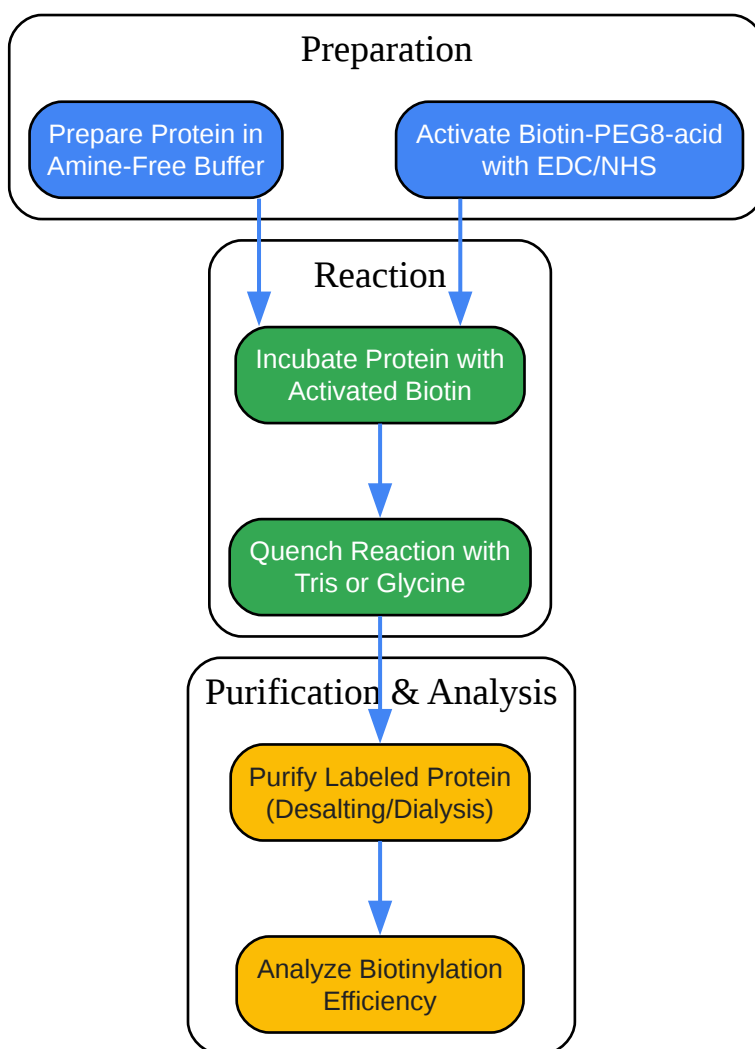 Preparation
Prepare Protein in
Amine-Free Buffer
Activate Biotin-PEG8-acid
with EDC/NHS
Reaction
Incubate Protein with
Activated Biotin
Quench Reaction with
Tris or Glycine
Purification & Analysis
Purify Labeled Protein
(Desalting/Dialysis)
Analyze Biotinylation
Efficiency